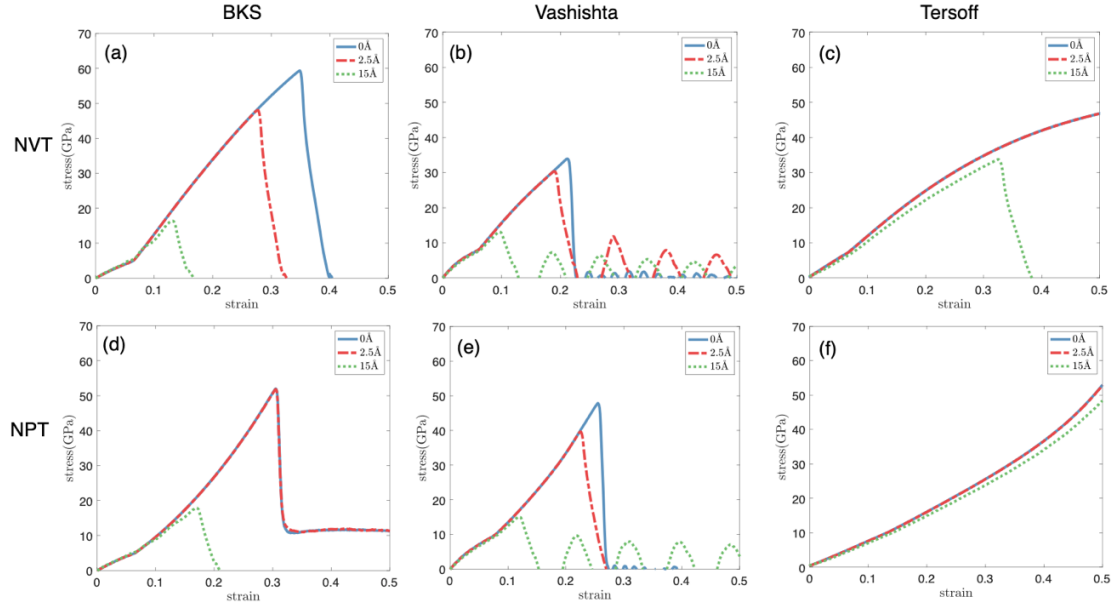 BKS Vashishta Tersoff
NVT
(a)
0Å
2.5Å
15Å
70
60
50
40
30
20
10
0
stress(GPa)
0 0.1 0.2 0.3 0.4 0.5
strain
(b)
0Å
2.5Å
15Å
70
60
50
40
30
20
10
0
stress(GPa)
0 0.1 0.2 0.3 0.4 0.5
strain
(c)
0Å
2.5Å
15Å
70
60
50
40
30
20
10
0
stress(GPa)
0 0.1 0.2 0.3 0.4 0.5
strain
NPT
(d)
0Å
2.5Å
15Å
70
60
50
40
30
20
10
0
stress(GPa)
0 0.1 0.2 0.3 0.4 0.5
strain
(e)
0Å
2.5Å
15Å
70
60
50
40
30
20
10
0
stress(GPa)
0 0.1 0.2 0.3 0.4 0.5
strain
(f)
0Å
2.5Å
15Å
70
60
50
40
30
20
10
0
stress(GPa)
0 0.1 0.2 0.3 0.4 0.5
strain